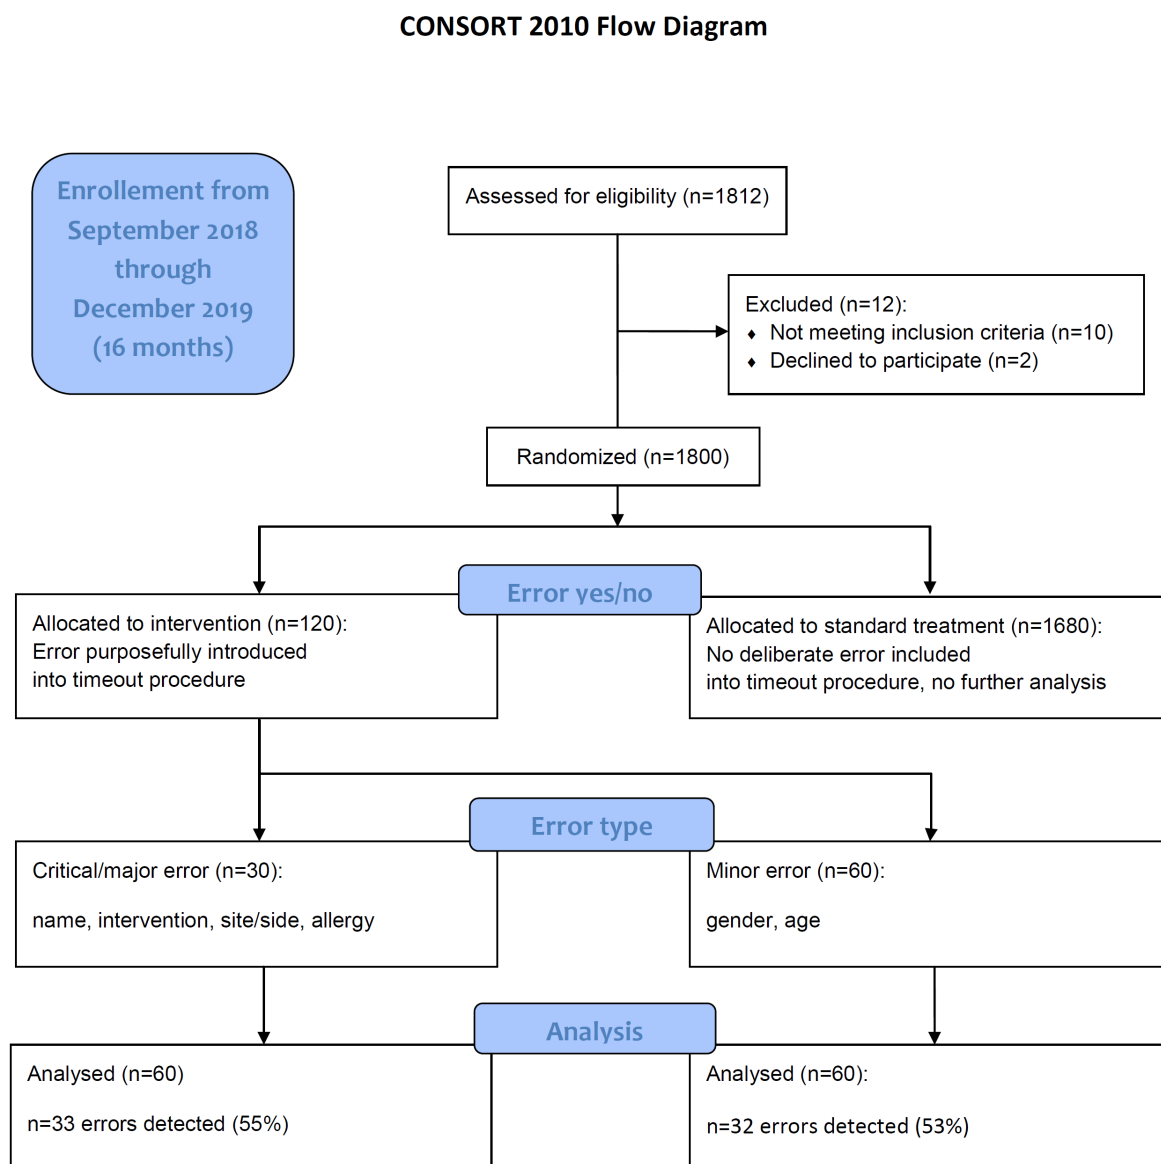 CONSORT 2010 Flow Diagram
Enrollement from
September 2018
through
December 2019
(16 months)
Assessed for eligibility (n=1812)
Excluded (n=12):
♦ Not meeting inclusion criteria (n=10)
♦ Declined to participate (n=2)
Randomized (n=1800)
Error yes/no
Allocated to intervention (n=120):
Error purposefully introduced
into timeout procedure
Allocated to standard treatment (n=1680):
No deliberate error included
into timeout procedure, no further analysis
Error type
Critical/major error (n=30):
name, intervention, site/side, allergy
Minor error (n=60):
gender, age
Analysis
Analysed (n=60)
n=33 errors detected (55%)
Analysed (n=60):
n=32 errors detected (53%)